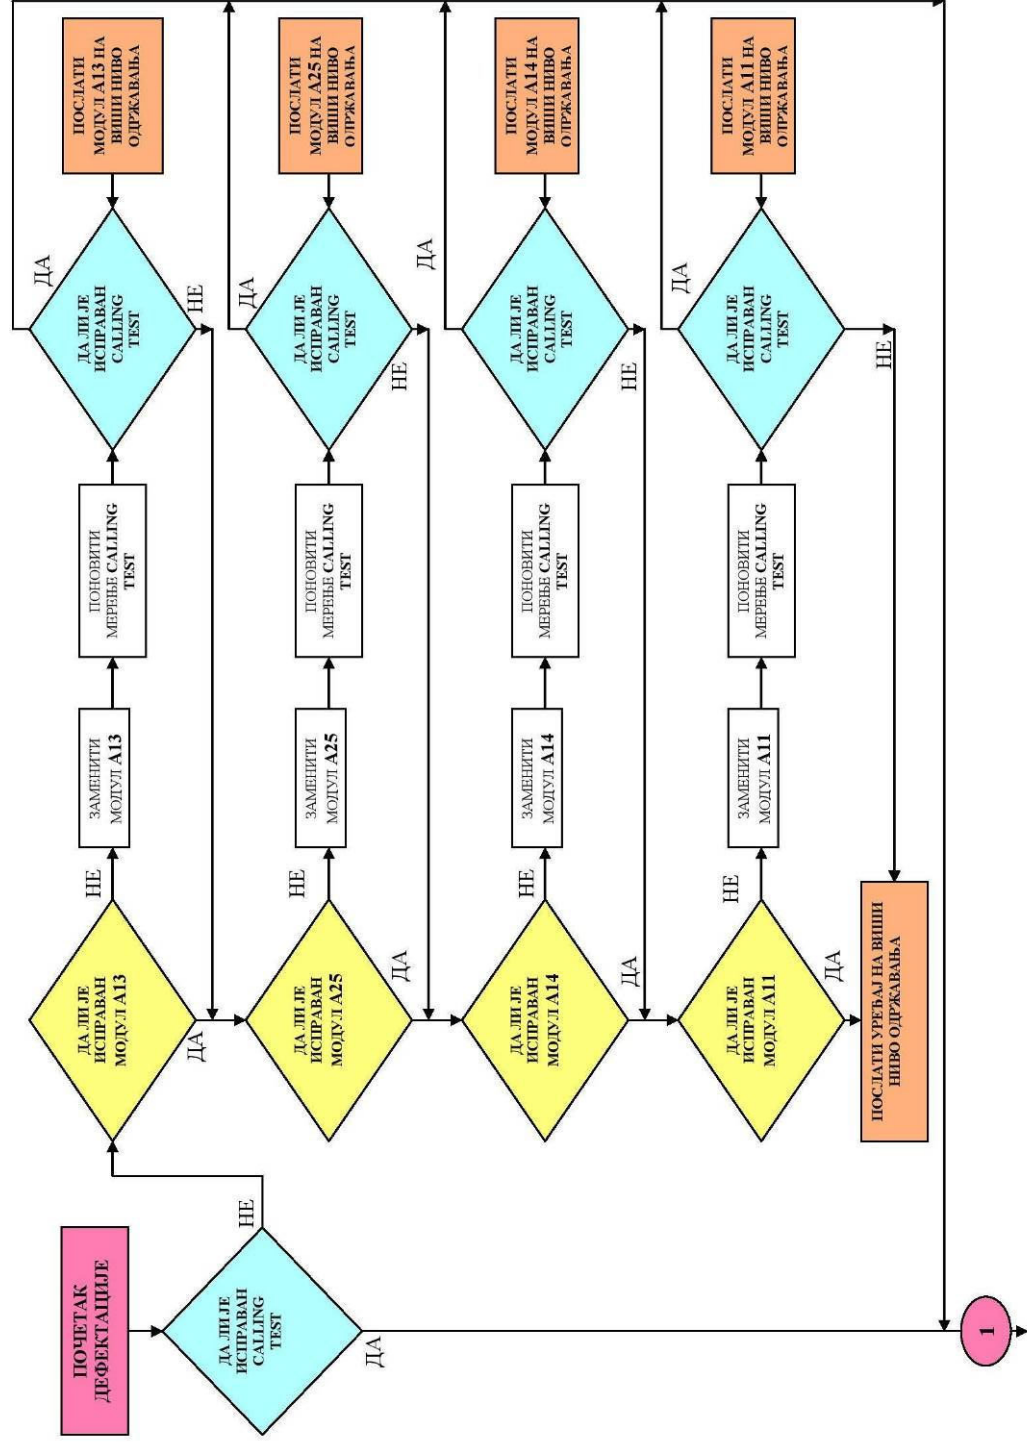 ПОЧЕТАК
ДЕФЕКТАЦИЈЕ
ДА ЛИ ЈЕ
ИСПРАВАН
CALLING
TEST
НЕ
ДА
ДА ЛИ ЈЕ
ИСПРАВАН
МОДУЛ А13
НЕ
ДА
ЗАМЕНИТИ
МОДУЛ А13
ПОНОВИТИ
МЕРЕЊЕ CALLING
TEST
ДА ЛИ ЈЕ
ИСПРАВАН
CALLING
TEST
ДА
НЕ
ПОСЛАТИ
МОДУЛ А13 НА
ВИШИ НИВО
ОДРЖАВАЊА
ДА ЛИ ЈЕ
ИСПРАВАН
МОДУЛ А25
НЕ
ДА
ЗАМЕНИТИ
МОДУЛ А25
ПОНОВИТИ
МЕРЕЊЕ CALLING
TEST
ДА ЛИ ЈЕ
ИСПРАВАН
CALLING
TEST
ДА
НЕ
ПОСЛАТИ
МОДУЛ А25 НА
ВИШИ НИВО
ОЛРЖАВАЊА
ДА ЛИ ЈЕ
ИСПРАВАН
МОДУЛ А14
НЕ
ДА
ЗАМЕНИТИ
МОДУЛ А14
ПОНОВИТИ
МЕРЕЊЕ CALLING
TEST
ДА ЛИ ЈЕ
ИСПРАВАН
CALLING
TEST
ДА
НЕ
ПОСЛАТИ
МОДУЛ А14 НА
ВИШИ НИВО
ОЛРЖАВАЊА
ДА ЛИ ЈЕ
ИСПРАВАН
МОДУЛ А11
НЕ
ДА
ЗАМЕНИТИ
МОДУЛ А11
ПОНОВИТИ
МЕРЕЊЕ CALLING
TEST
ДА ЛИ ЈЕ
ИСПРАВАН
CALLING
TEST
ДА
НЕ
ПОСЛАТИ
МОДУЛ А11 НА
ВИШИ НИВО
ОЛРЖАВАЊА
ПОСЛАТИ УРЕЂАЈ НА ВИШИ
НИВО ОДРЖАВАЊА
1